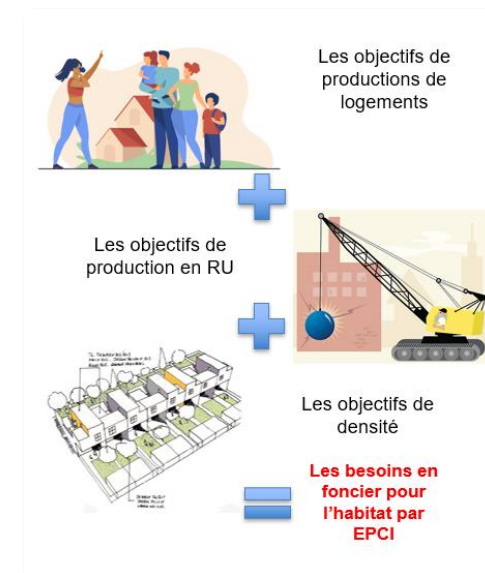 Les objectifs de
productions de
logements
Les objectifs de
production en RU
Les objectifs de
densité
Les besoins en
foncier pour
l'habitat par
EPCI